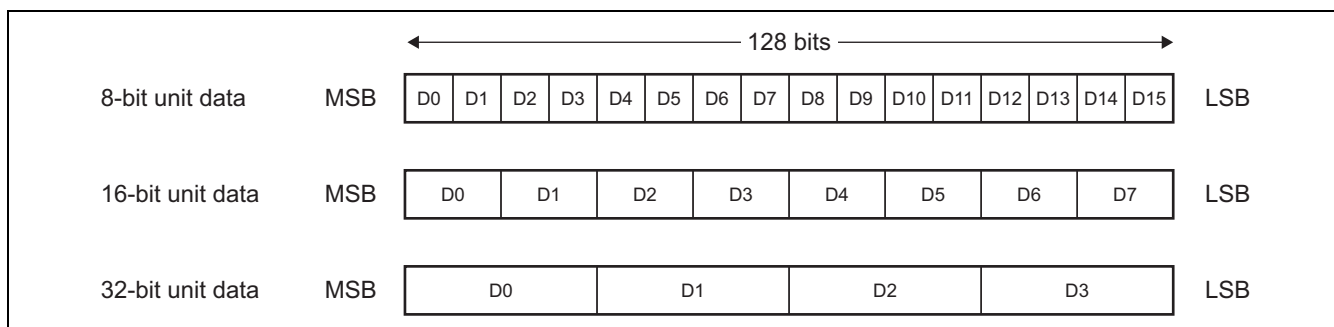 128 bits
8-bit unit data MSB D0 D1 D2 D3 D4 D5 D6 D7 D8 D9 D10 D11 D12 D13 D14 D15 LSB
16-bit unit data MSB D0 D1 D2 D3 D4 D5 D6 D7 LSB
32-bit unit data MSB D0 D1 D2 D3 LSB